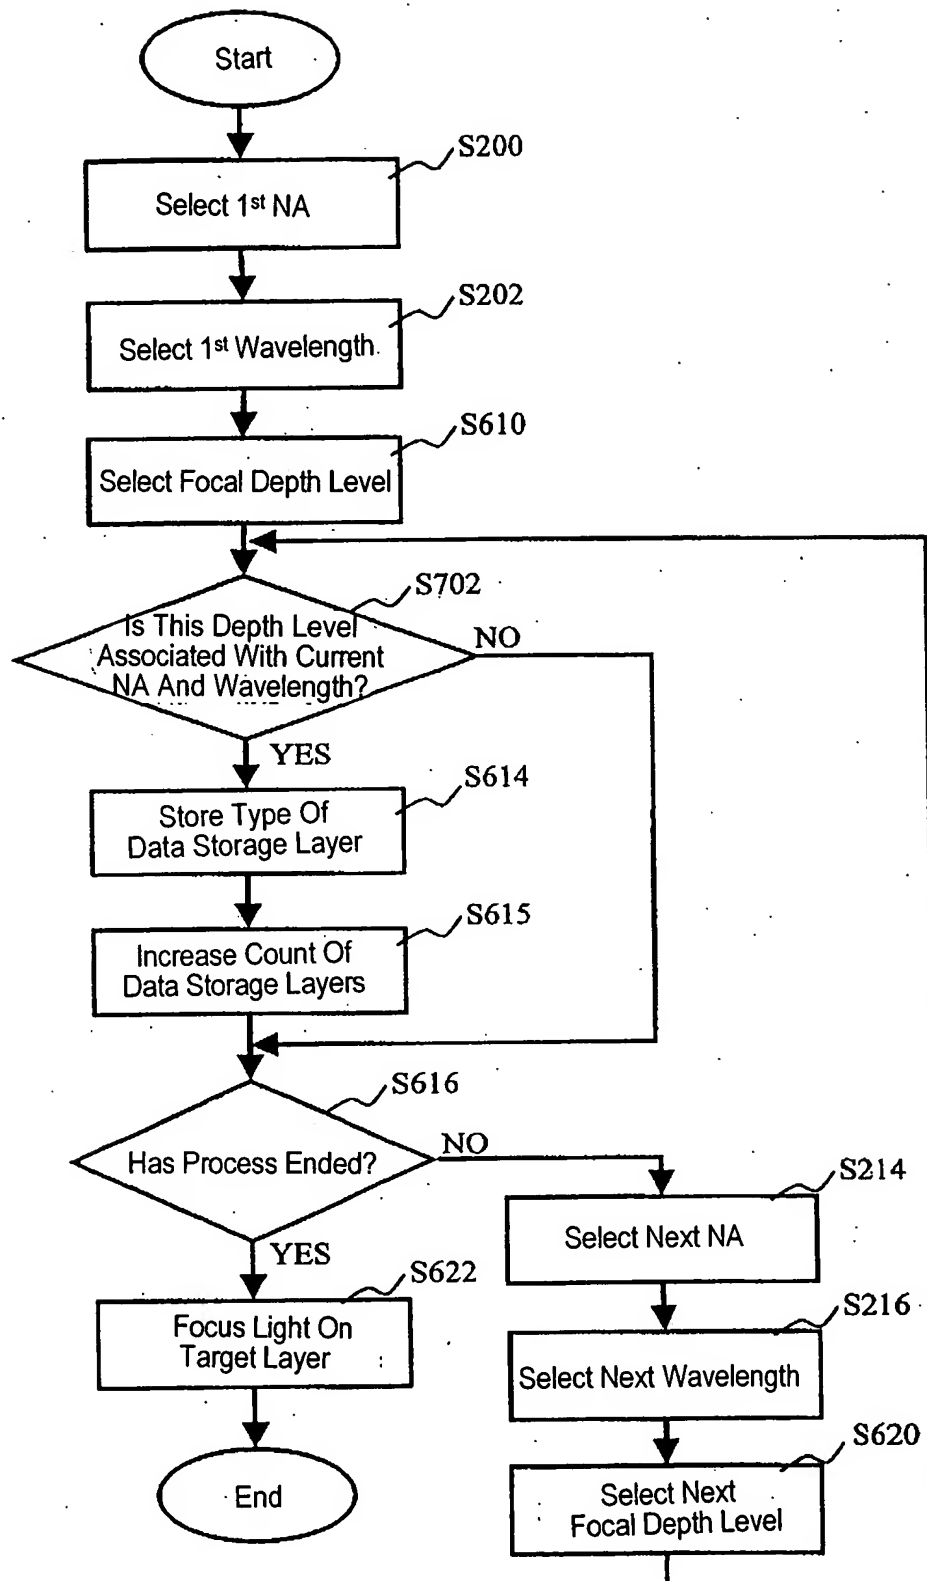 Start
S200
Select 1st NA
S202
Select 1st Wavelength
S610
Select Focal Depth Level
S702
Is This Depth Level
Associated With Current
NA And Wavelength?
NO
YES
S614
Store Type Of
Data Storage Layer
S615
Increase Count Of
Data Storage Layers
S616
Has Process Ended?
NO
YES
S214
Select Next NA
S622
Focus Light On
Target Layer
S216
Select Next Wavelength
S620
Select Next
Focal Depth Level
End